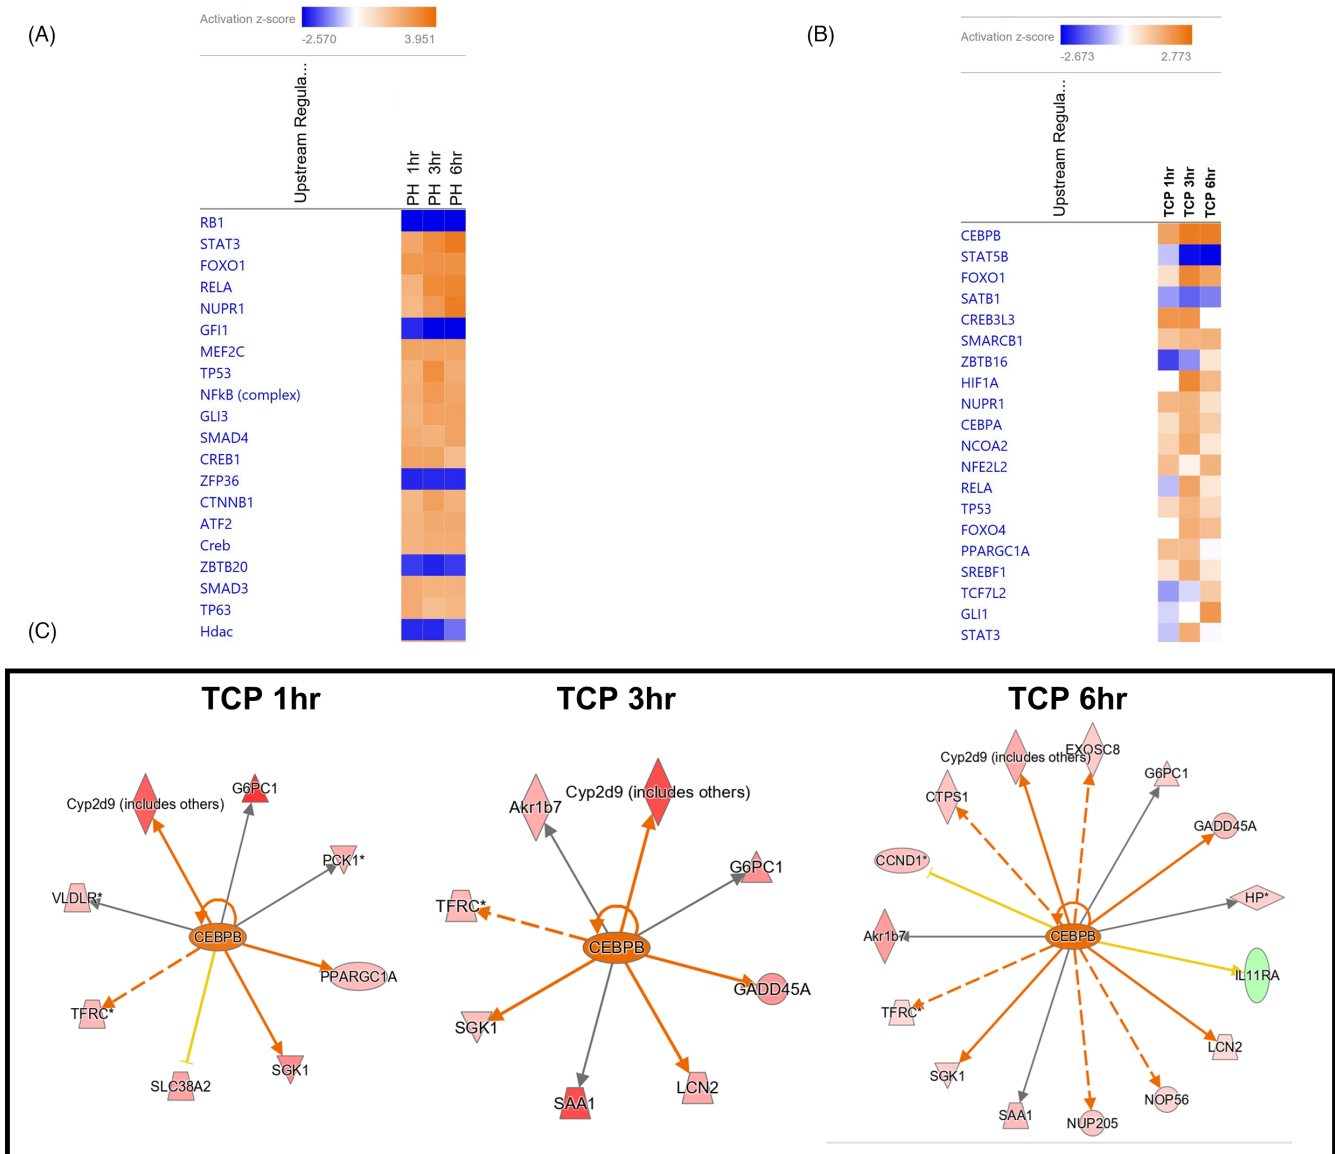 (A)
Activation z-score
-2.570 3.951
Upstream Regula...
PH 1hr
PH 3hr
PH 6hr
RB1
STAT3
FOXO1
RELA
NUPR1
GFI1
MEF2C
TP53
NFkB (complex)
GLI3
SMAD4
CREB1
ZFP36
CTNNB1
ATF2
Creb
ZBTB20
SMAD3
TP63
Hdac
(B)
Activation z-score
-2.673 2.773
Upstream Regula...
TCP 1hr
TCP 3hr
TCP 6hr
CEBPB
STAT5B
FOXO1
SATB1
CREB3L3
SMARCB1
ZBTB16
HIF1A
NUPR1
CEBPA
NCOA2
NFE2L2
RELA
TP53
FOXO4
PPARGC1A
SREBF1
TCF7L2
GLI1
STAT3
(C)
TCP 1hr
Cyp2d9 (includes others)
G6PC1
PCK1*
VLDLR*
CEBPB
PPARGC1A
TFRC*
SGK1
SLC38A2
TCP 3hr
Akr1b7
Cyp2d9 (includes others)
G6PC1
TFRC*
CEBPB
GADD45A
SGK1
LCN2
SAA1
TCP 6hr
Cyp2d9 (includes others)
EXOSC8
G6PC1
CTPS1
GADD45A
CCND1*
HP*
Akr1b7
CEBPB
IL11RA
TFRC*
LCN2
SGK1
NOP56
SAA1
NUP205